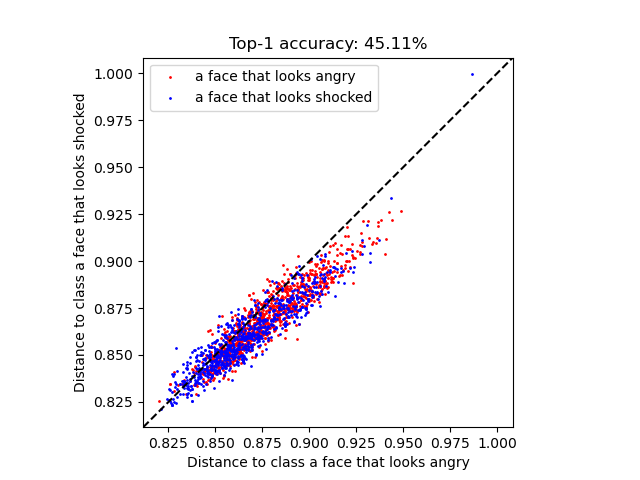 Top-1 accuracy: 45.11%
a face that looks angry
a face that looks shocked
Distance to class a face that looks shocked
1.000
0.975
0.950
0.925
0.900
0.875
0.850
0.825
0.825 0.850 0.875 0.900 0.925 0.950 0.975 1.000
Distance to class a face that looks angry